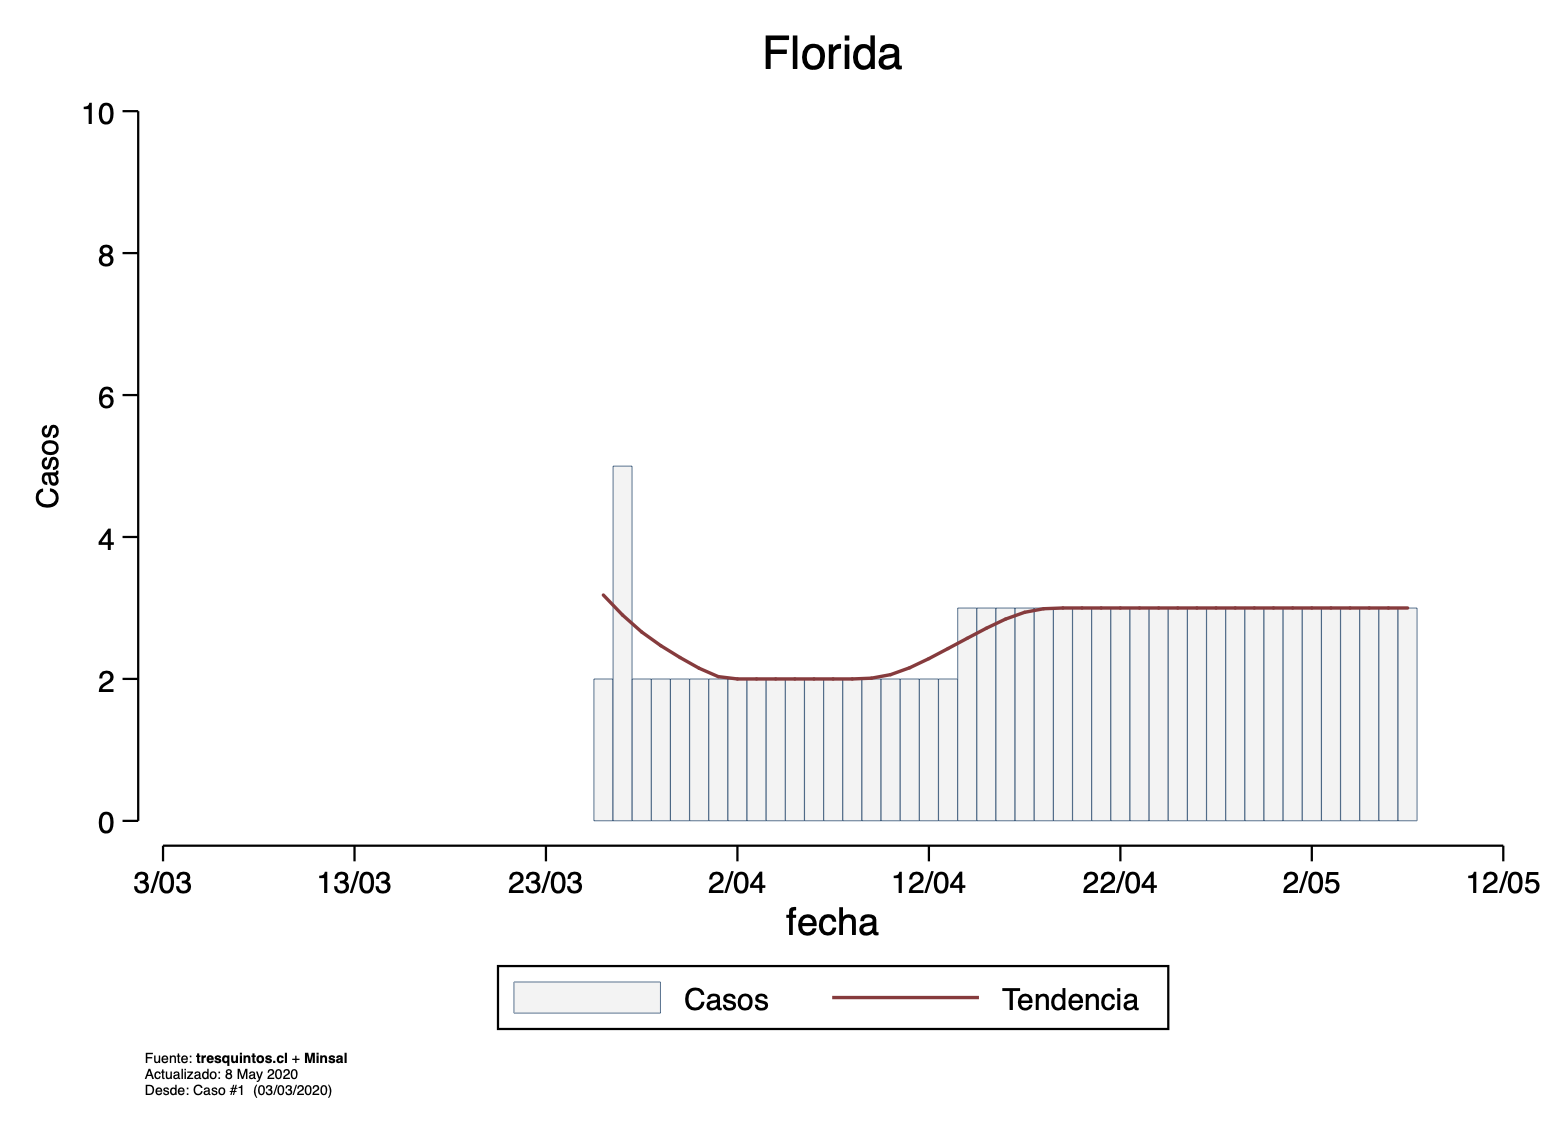 Florida
10
8
6
4
2
0
Casos
3/03 13/03 23/03 2/04 12/04 22/04 2/05 12/05
fecha
Casos Tendencia
Fuente: tresquintos.cl + Minsal
Actualizado: 8 May 2020
Desde: Caso #1 (03/03/2020)